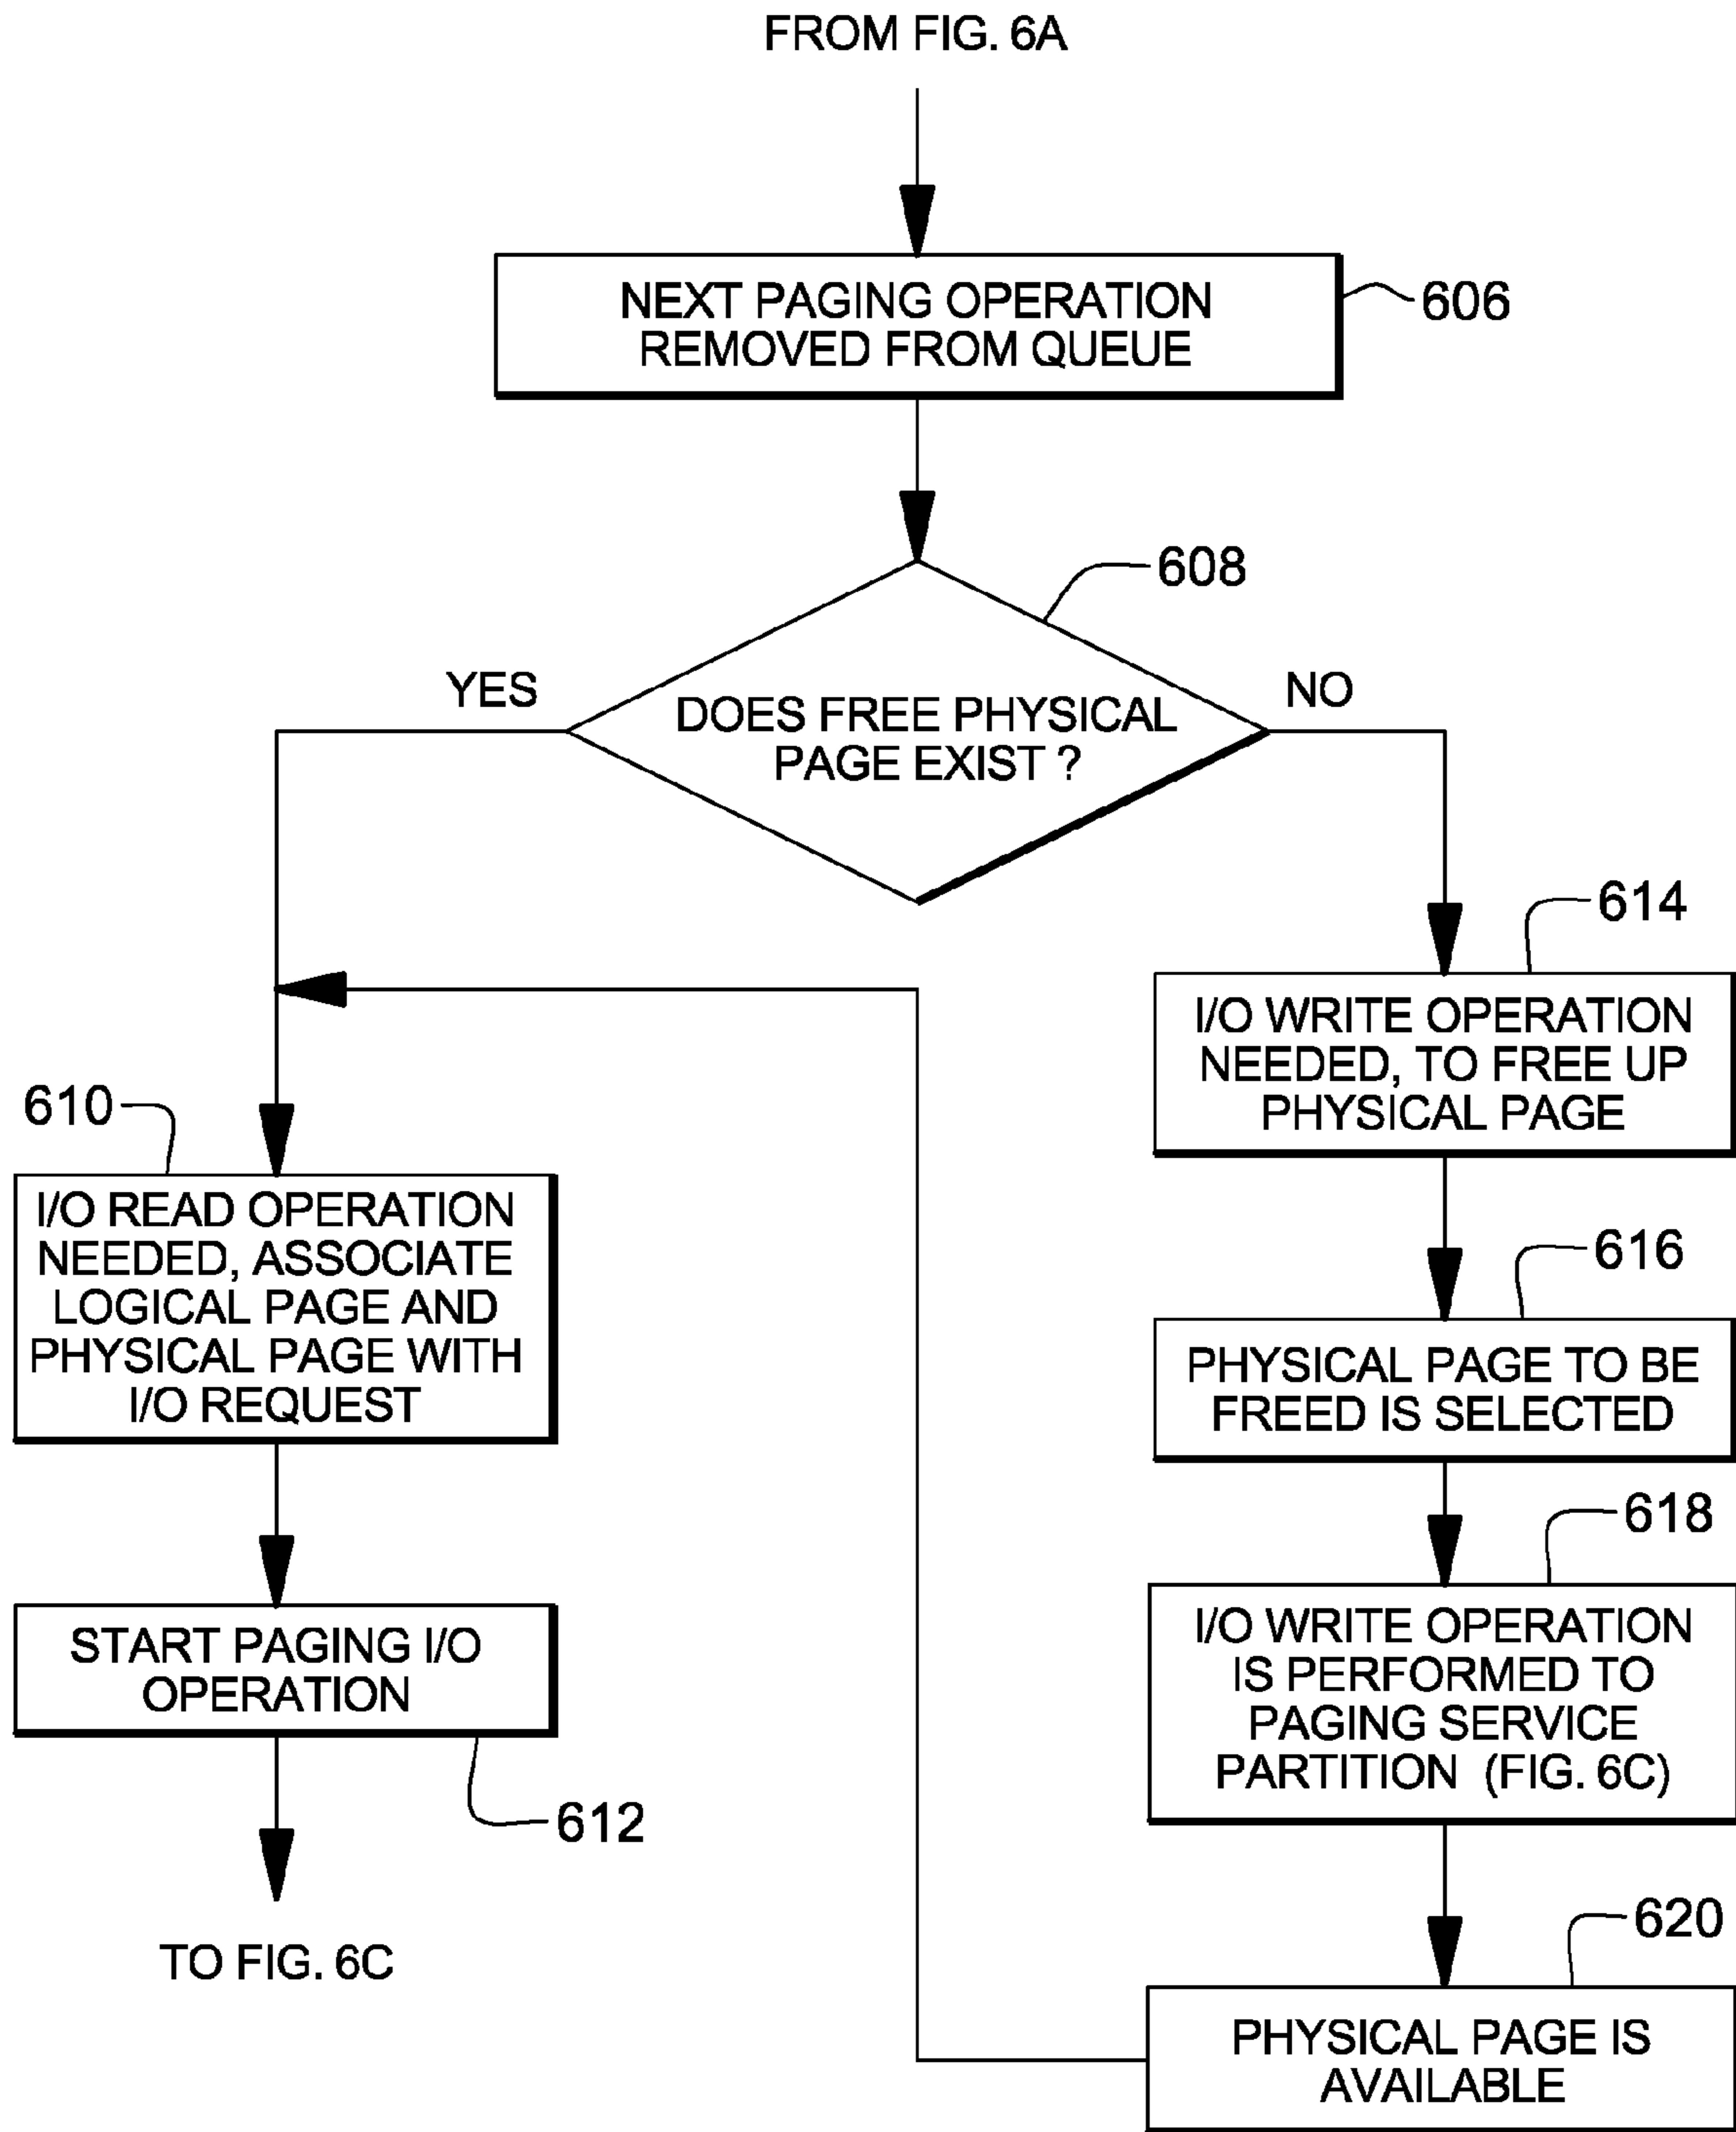 FROM FIG. 6A
NEXT PAGING OPERATION
REMOVED FROM QUEUE
606
608
YES
NO
DOES FREE PHYSICAL
PAGE EXIST ?
614
I/O WRITE OPERATION
NEEDED, TO FREE UP
PHYSICAL PAGE
610
I/O READ OPERATION
NEEDED, ASSOCIATE
LOGICAL PAGE AND
PHYSICAL PAGE WITH
I/O REQUEST
616
PHYSICAL PAGE TO BE
FREED IS SELECTED
618
I/O WRITE OPERATION
IS PERFORMED TO
PAGING SERVICE
PARTITION (FIG. 6C)
START PAGING I/O
OPERATION
612
TO FIG. 6C
620
PHYSICAL PAGE IS
AVAILABLE